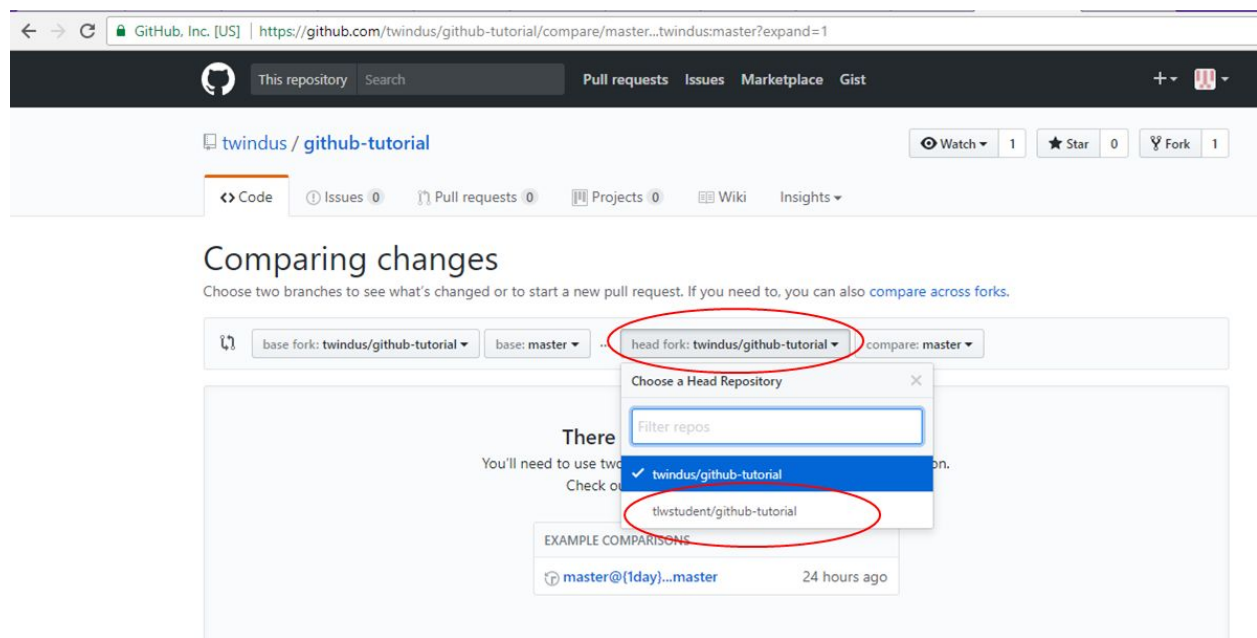 GitHub, Inc. [US] | https://github.com/twindus/github-tutorial/compare/master...twindus:master?expand=1
This repository Search Pull requests Issues Marketplace Gist
twindus / github-tutorial Watch 1 Star 0 Fork 1
Code Issues 0 Pull requests 0 Projects 0 Wiki Insights
Comparing changes
Choose two branches to see what's changed or to start a new pull request. If you need to, you can also compare across forks.
base fork: twindus/github-tutorial base: master ... head fork: twindus/github-tutorial compare: master
Choose a Head Repository
Filter repos
There
You'll need to use two on.
twindus/github-tutorial
Check
tlwstudent/github-tutorial
EXAMPLE COMPARISONS
master@{1day}...master 24 hours ago